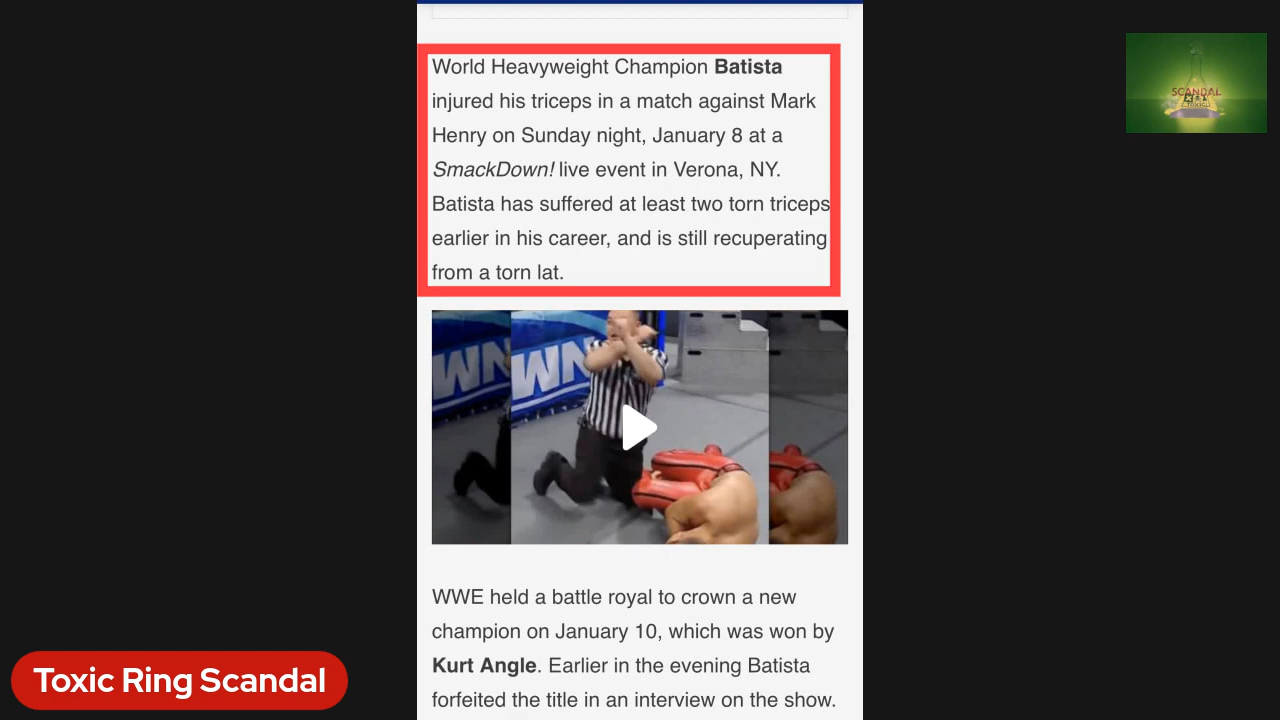 World Heavyweight Champion Batista
injured his triceps in a match against Mark
Henry on Sunday night, January 8 at a
SmackDown! live event in Verona, NY.
Batista has suffered at least two torn triceps
earlier in his career, and is still recuperating
from a torn lat.
SCANDAL
WN
WN
WWE held a battle royal to crown a new
champion on January 10, which was won by
Kurt Angle. Earlier in the evening Batista
forfeited the title in an interview on the show.
Toxic Ring Scandal